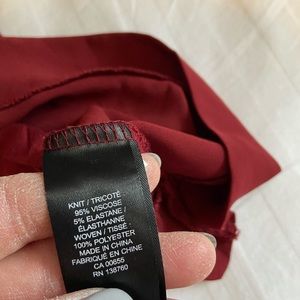 KNIT / TRICOTÉ
95% VISCOSE
5% ELASTANE /
ÉLASTHANNE
WOVEN / TISSÉ
100% POLYESTER
MADE IN CHINA
FABRIQUÉ EN CHINE
CA 00655
RN 138760